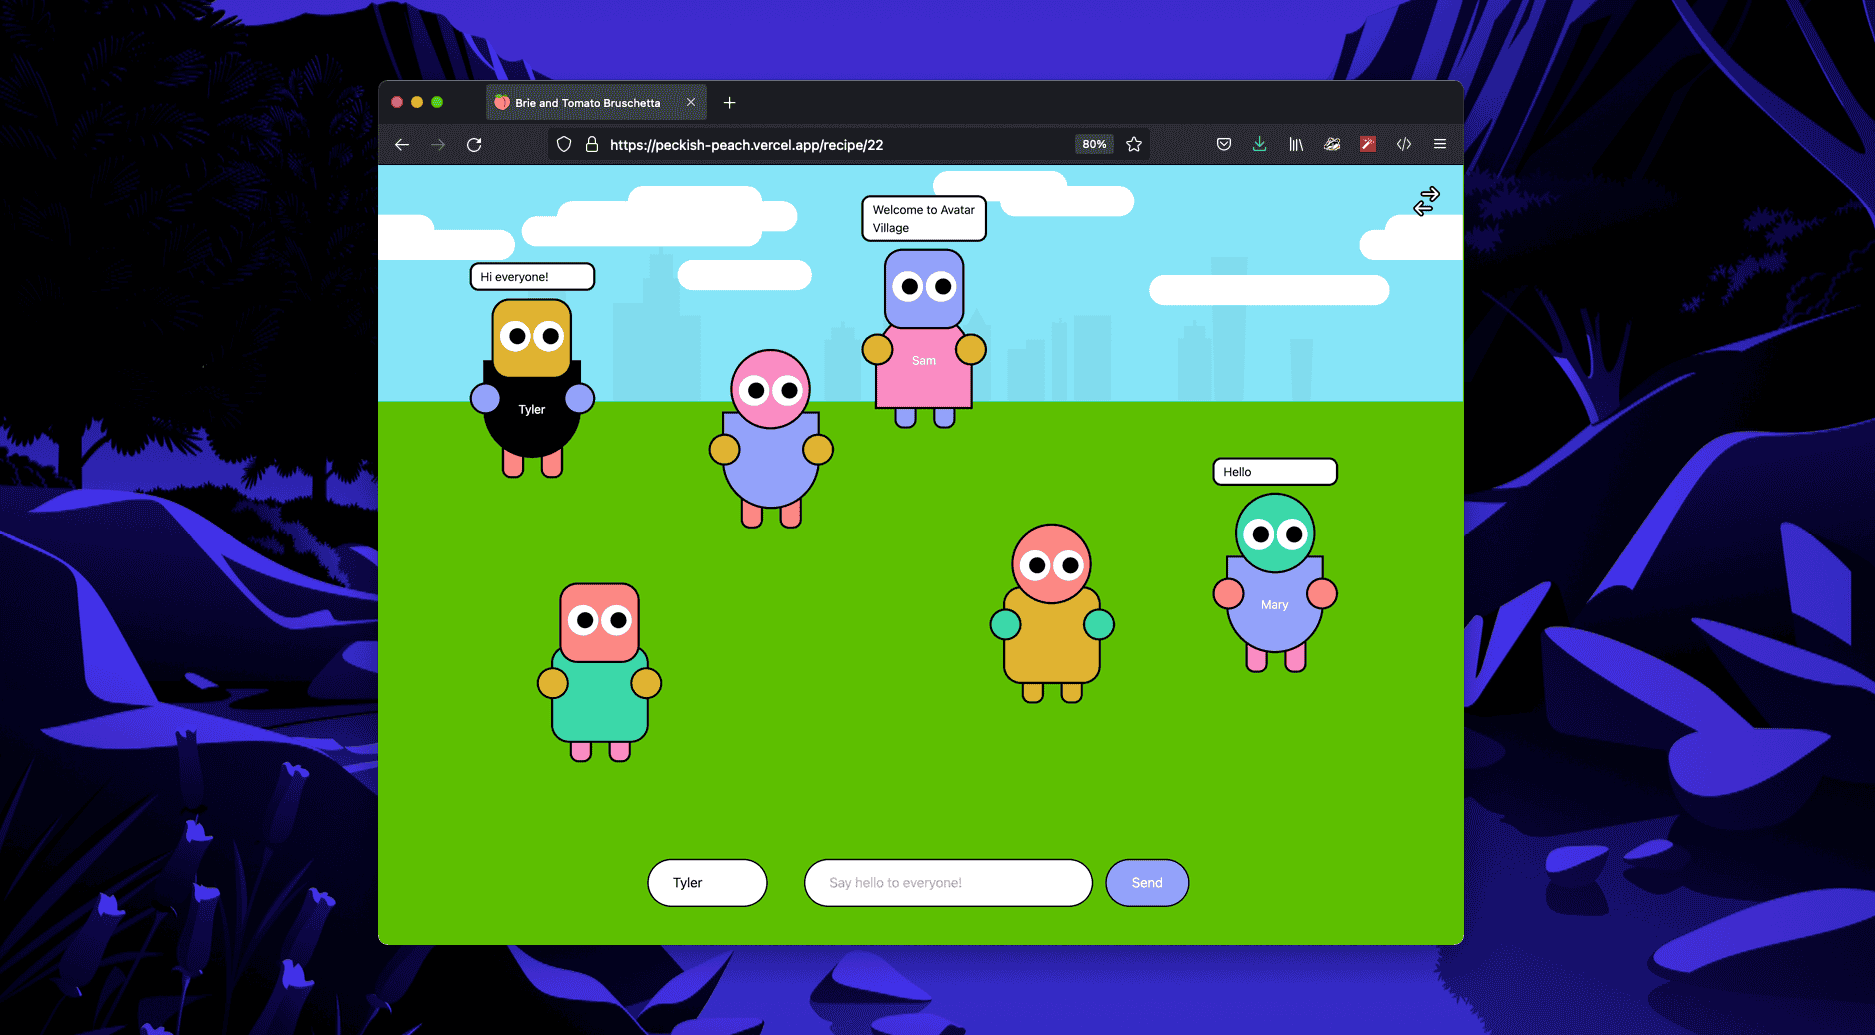 Brie and Tomato Bruschetta
https://peckish-peach.vercel.app/recipe/22
80%
Welcome to Avatar
Village
Hi everyone!
Sam
Tyler
Hello
Mary
Tyler
Say hello to everyone!
Send